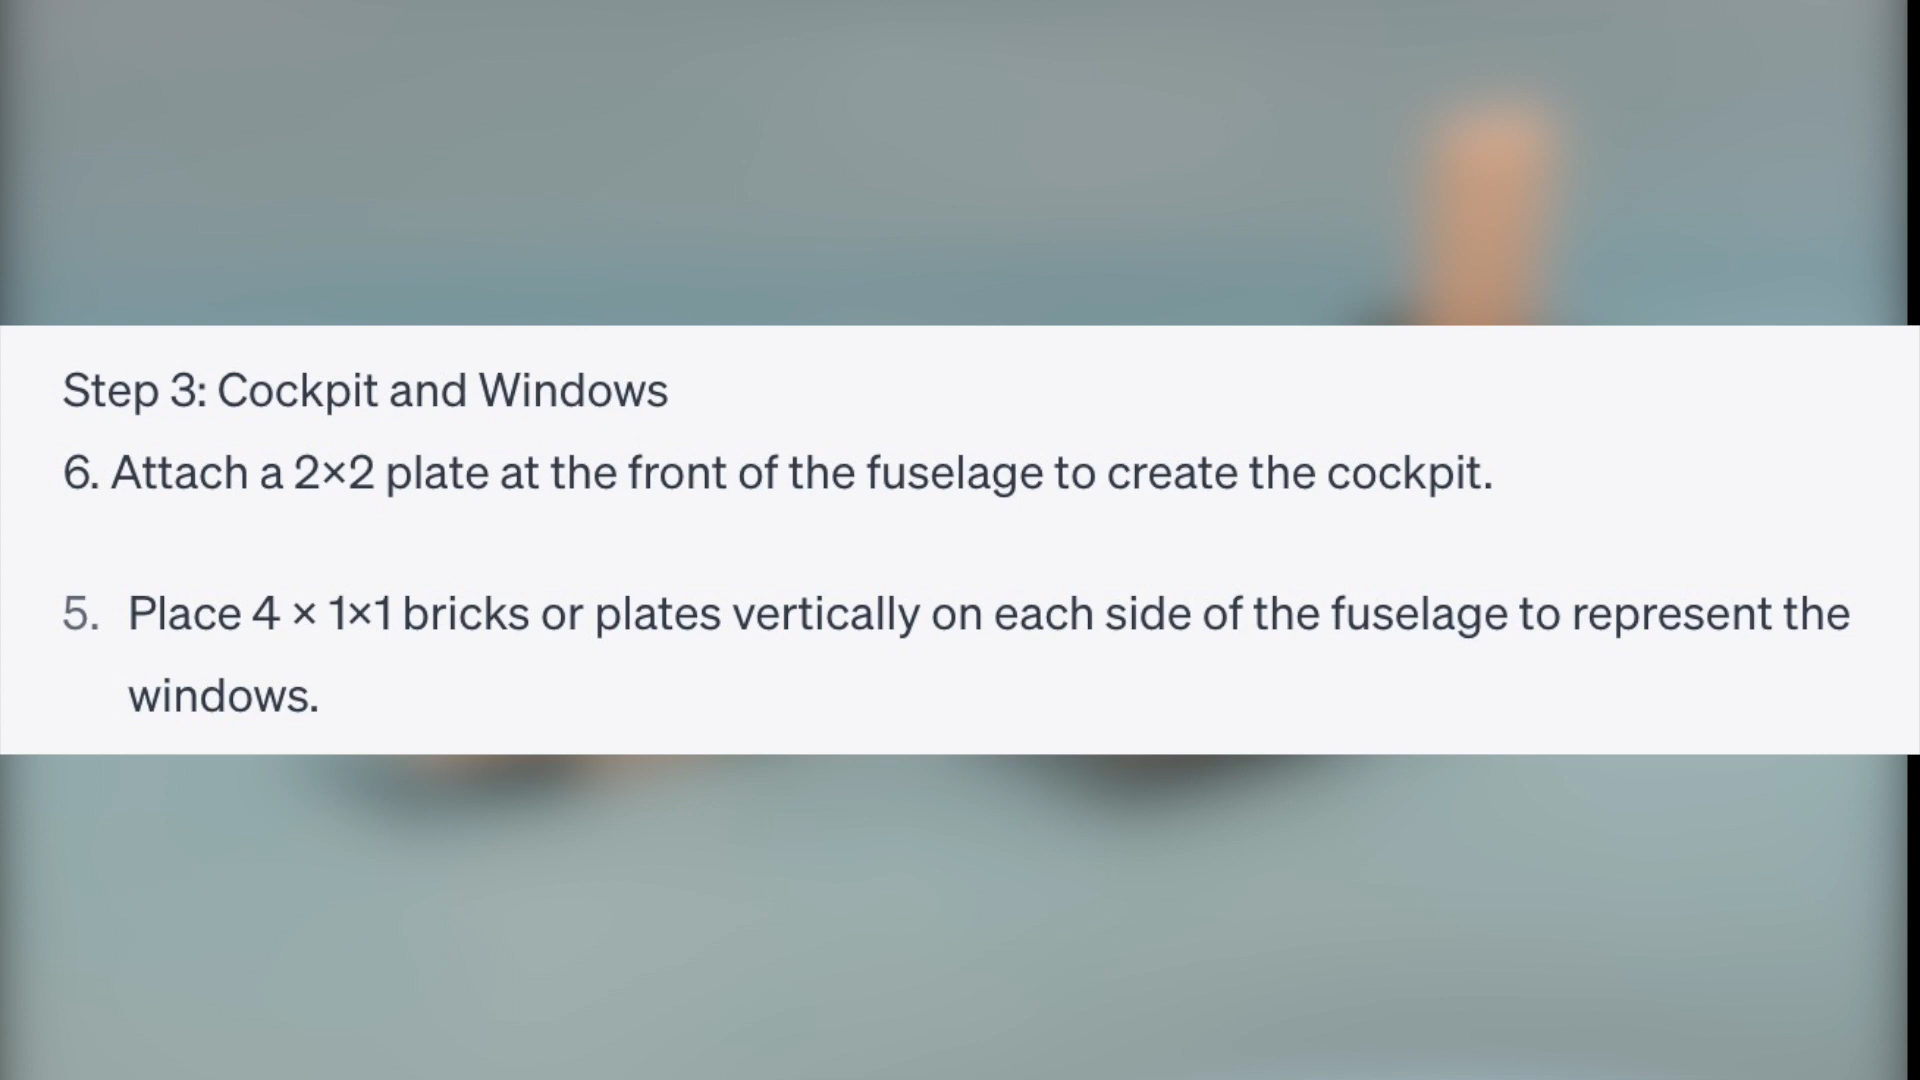 Step 3: Cockpit and Windows
6. Attach a 2×2 plate at the front of the fuselage to create the cockpit.
5. Place 4 × 1×1 bricks or plates vertically on each side of the fuselage to represent the
windows.